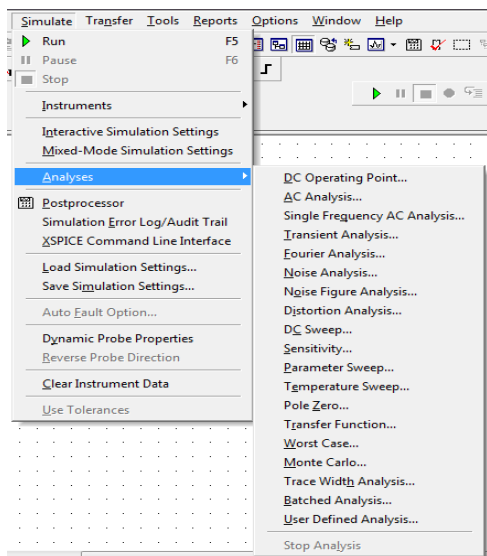 Simulate Transfer Tools Reports Options Window Help
Run F5
Pause F6
Stop
Instruments
Interactive Simulation Settings
Mixed-Mode Simulation Settings
Analyses
Postprocessor
Simulation Error Log/Audit Trail
XSPICE Command Line Interface
Load Simulation Settings...
Save Simulation Settings...
Auto Fault Option...
Dynamic Probe Properties
Reverse Probe Direction
Clear Instrument Data
Use Tolerances
DC Operating Point...
AC Analysis...
Single Frequency AC Analysis...
Transient Analysis...
Fourier Analysis...
Noise Analysis...
Noise Figure Analysis...
Distortion Analysis...
DC Sweep...
Sensitivity...
Parameter Sweep...
Temperature Sweep...
Pole Zero...
Transfer Function...
Worst Case...
Monte Carlo...
Trace Width Analysis...
Batched Analysis...
User Defined Analysis...
Stop Analysis